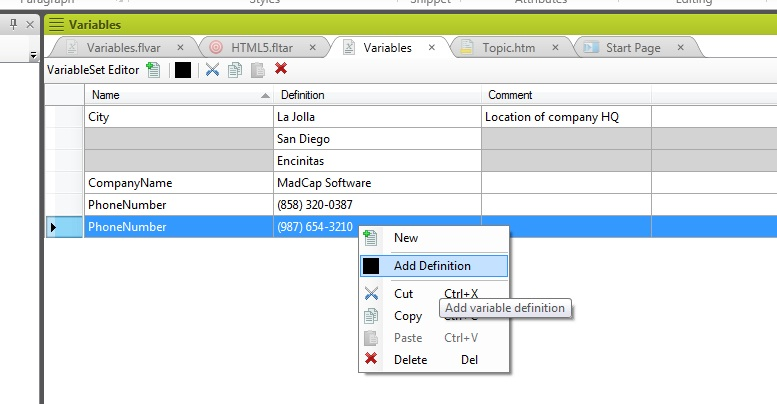 Paragraph Styles Snippet Attributes Editing
Variables
Variables.flvar HTML5.fltar Variables Topic.htm Start Page
VariableSet Editor
Name Definition Comment
City La Jolla Location of company HQ
San Diego
Encinitas
CompanyName MadCap Software
PhoneNumber (858) 320-0387
PhoneNumber (987) 654-3210
New
Add Definition
Cut Ctrl+X
Add variable definition
Copy
Paste Ctrl+V
Delete Del